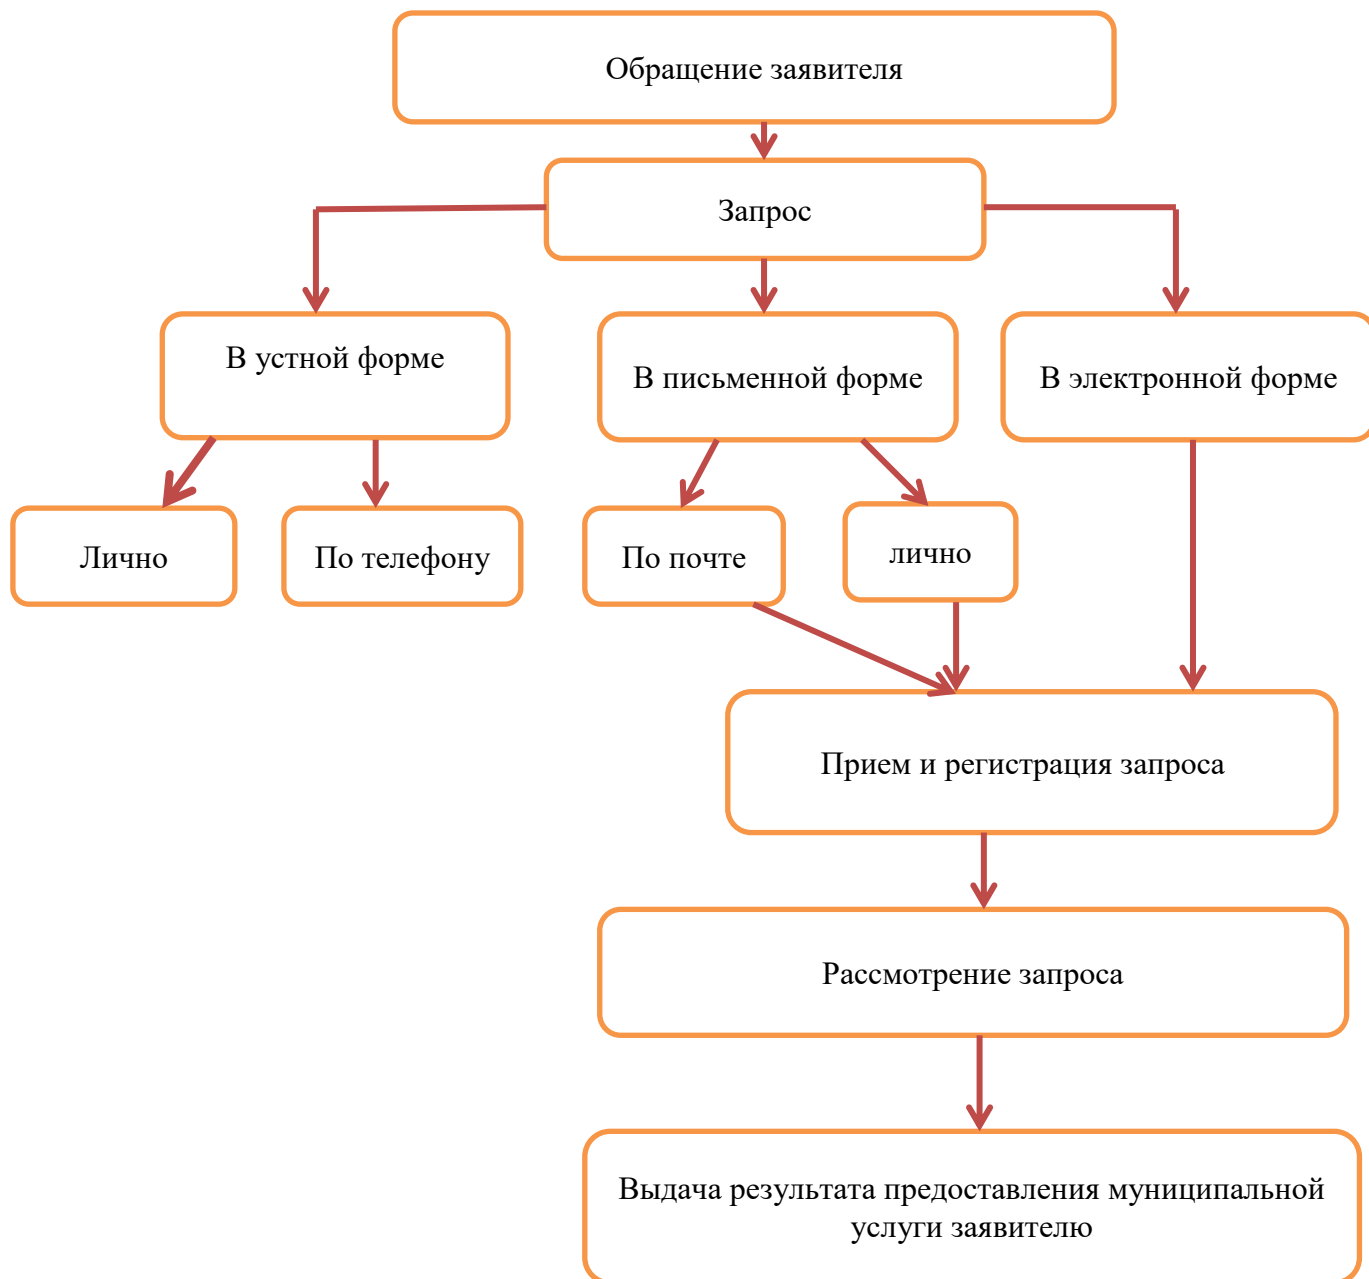 Обращение заявителя
Запрос
В устной форме
В письменной форме
В электронной форме
Лично
По телефону
По почте
лично
Прием и регистрация запроса
Рассмотрение запроса
Выдача результата предоставления муниципальной
услуги заявителю